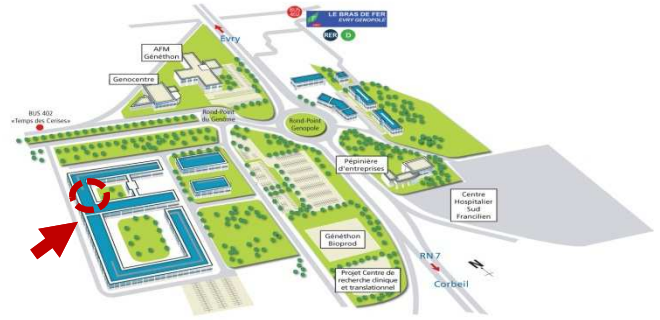 LE BRAS DE FER
EVRY GENOPOLE
RER D
Evry
AFM
Généthon
Genocentre
BUS 402
«Temps des Cerises»
Rond-Point
du Génome
Rond-Point
Genopole
Pépinière
d'entreprises
Centre
Hospitalier
Sud
Francilien
Généthon
Bioprod
RN 7
N
Projet Centre de
recherche clinique
et translationnel
Corbeil